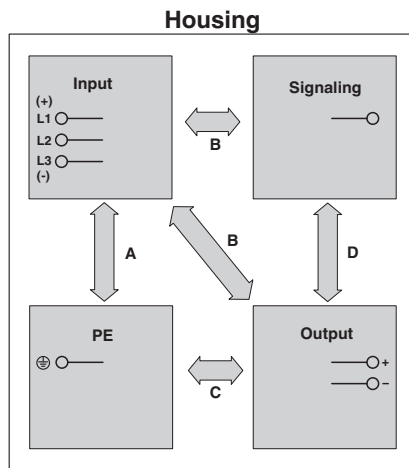 Housing
Input
(+)
L1
L2
L3
(-)
Signaling
B
A
B
D
PE
Output
+
–
C